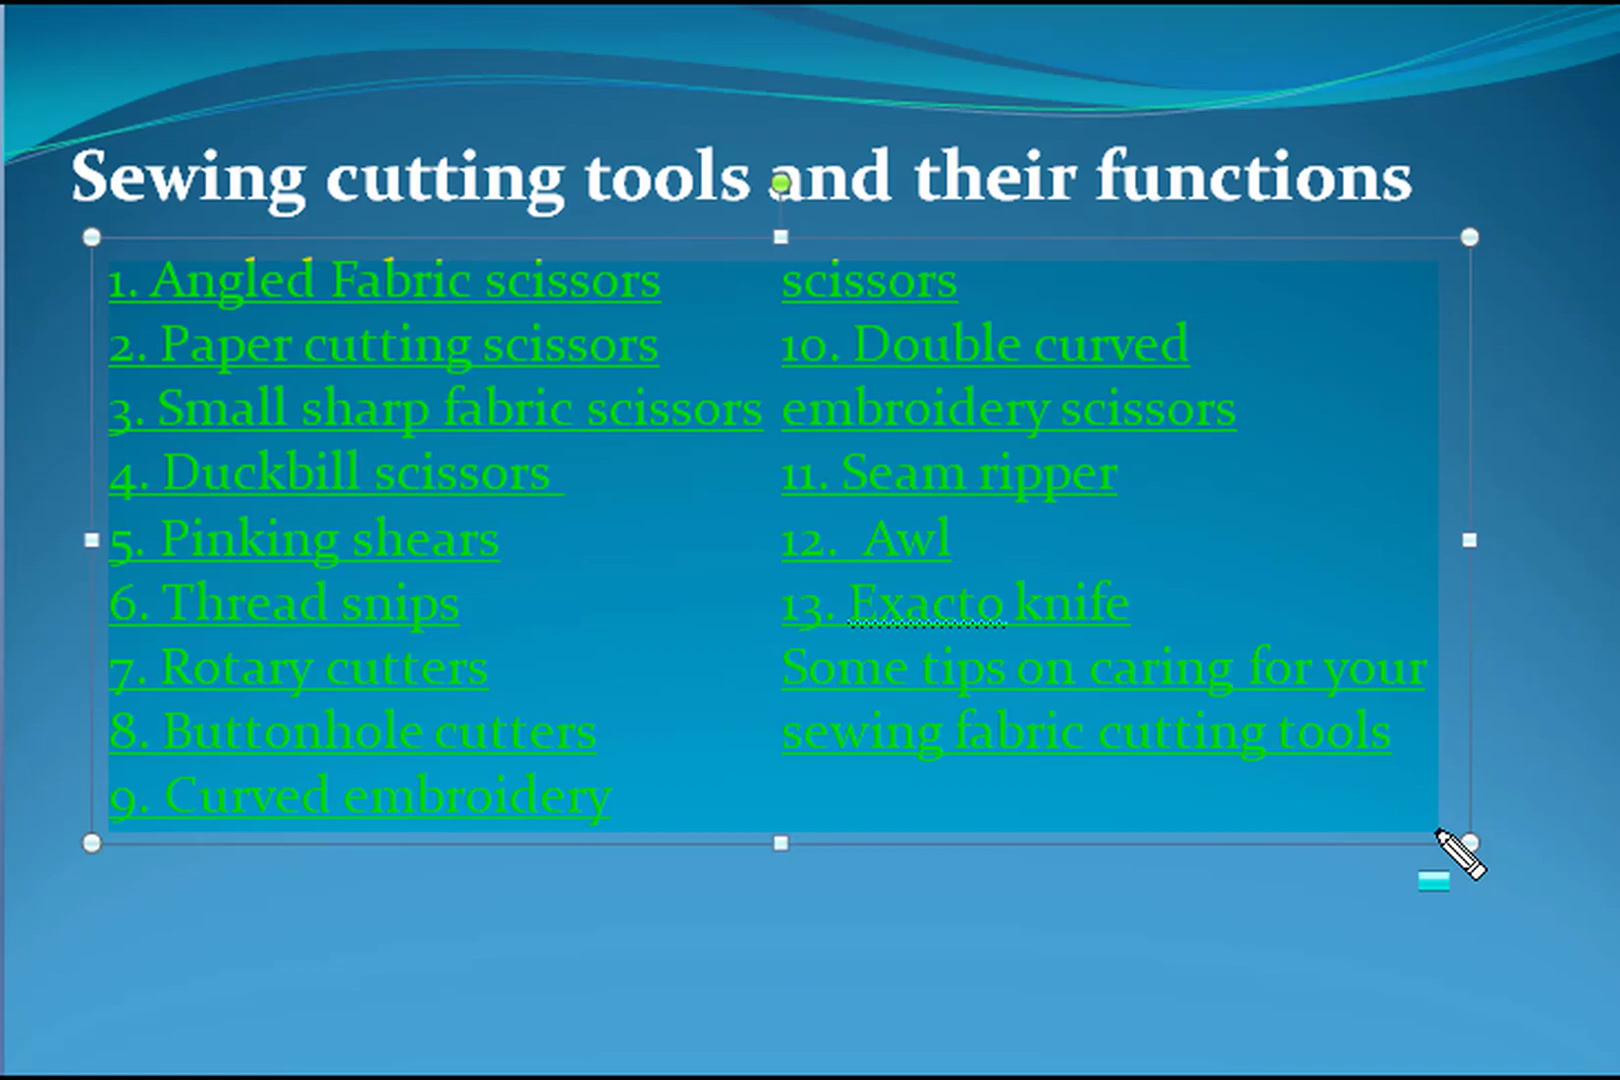 Sewing cutting tools and their functions
1. Angled Fabric scissors
2. Paper cutting scissors
3. Small sharp fabric scissors
4. Duckbill scissors
5. Pinking shears
6. Thread snips
7. Rotary cutters
8. Buttonhole cutters
9. Curved embroidery
scissors
10. Double curved
embroidery scissors
11. Seam ripper
12. Awl
13. Exacto knife
Some tips on caring for your
sewing fabric cutting tools